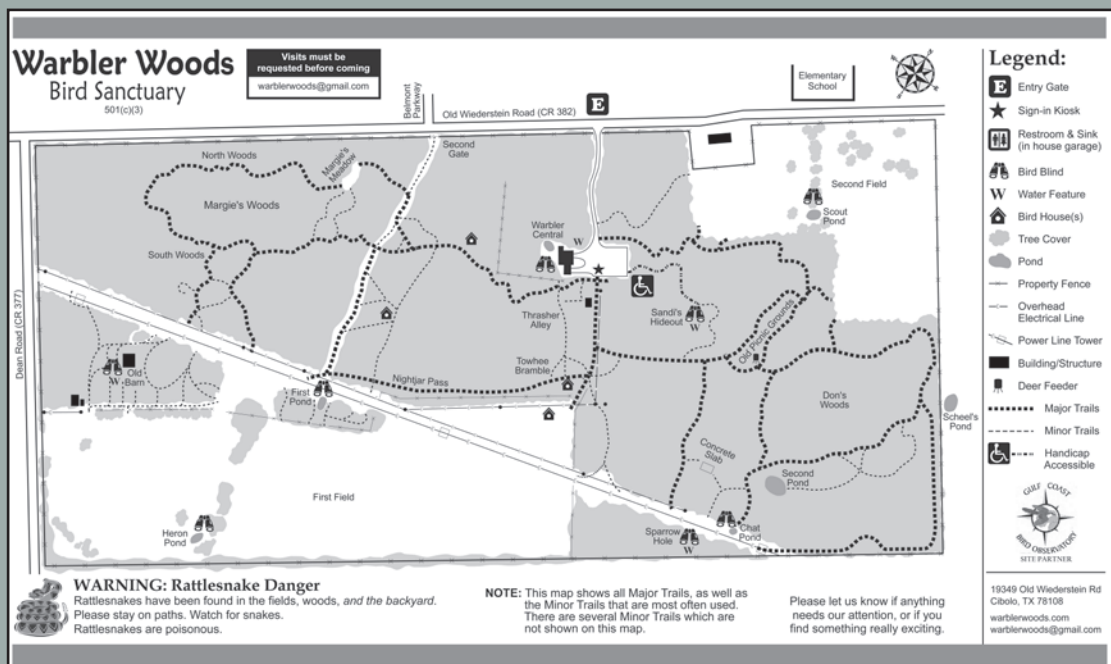 Warbler Woods
Bird Sanctuary
501(c)(3)
Visits must be
requested before coming
warblerwoods@gmail.com
Belmont
Parkway
Old Wiederstein Road (CR 382)
E
Elementary
School
Second
Gate
North Woods
Margie's
Meadow
Margie's Woods
South Woods
Second Field
Scout
Pond
Warbler
Central
W
Thrasher
Alley
Sandi's
Hideout
W
Old Picnic Grounds
Dean Road (CR 377)
Old
Barn
W
First
Pond
Nightjar Pass
Towhee
Bramble
Don's
Woods
Scheel's
Pond
Concrete
Slab
Second
Pond
First Field
Heron
Pond
Sparrow
Hole
W
Chat
Pond
Legend:
E Entry Gate
Sign-in Kiosk
Restroom & Sink
(in house garage)
Bird Blind
W Water Feature
Bird House(s)
Tree Cover
Pond
Property Fence
Overhead
Electrical Line
Power Line Tower
Building/Structure
Deer Feeder
Major Trails
Minor Trails
Handicap
Accessible
GULF COAST
BIRD OBSERVATORY
SITE PARTNER
19349 Old Wiederstein Rd
Cibolo, TX 78108
warblerwoods.com
warblerwoods@gmail.com
WARNING: Rattlesnake Danger
Rattlesnakes have been found in the fields, woods, and the backyard.
Please stay on paths. Watch for snakes.
Rattlesnakes are poisonous.
NOTE: This map shows all Major Trails, as well as
the Minor Trails that are most often used.
There are several Minor Trails which are
not shown on this map.
Please let us know if anything
needs our attention, or if you
find something really exciting.